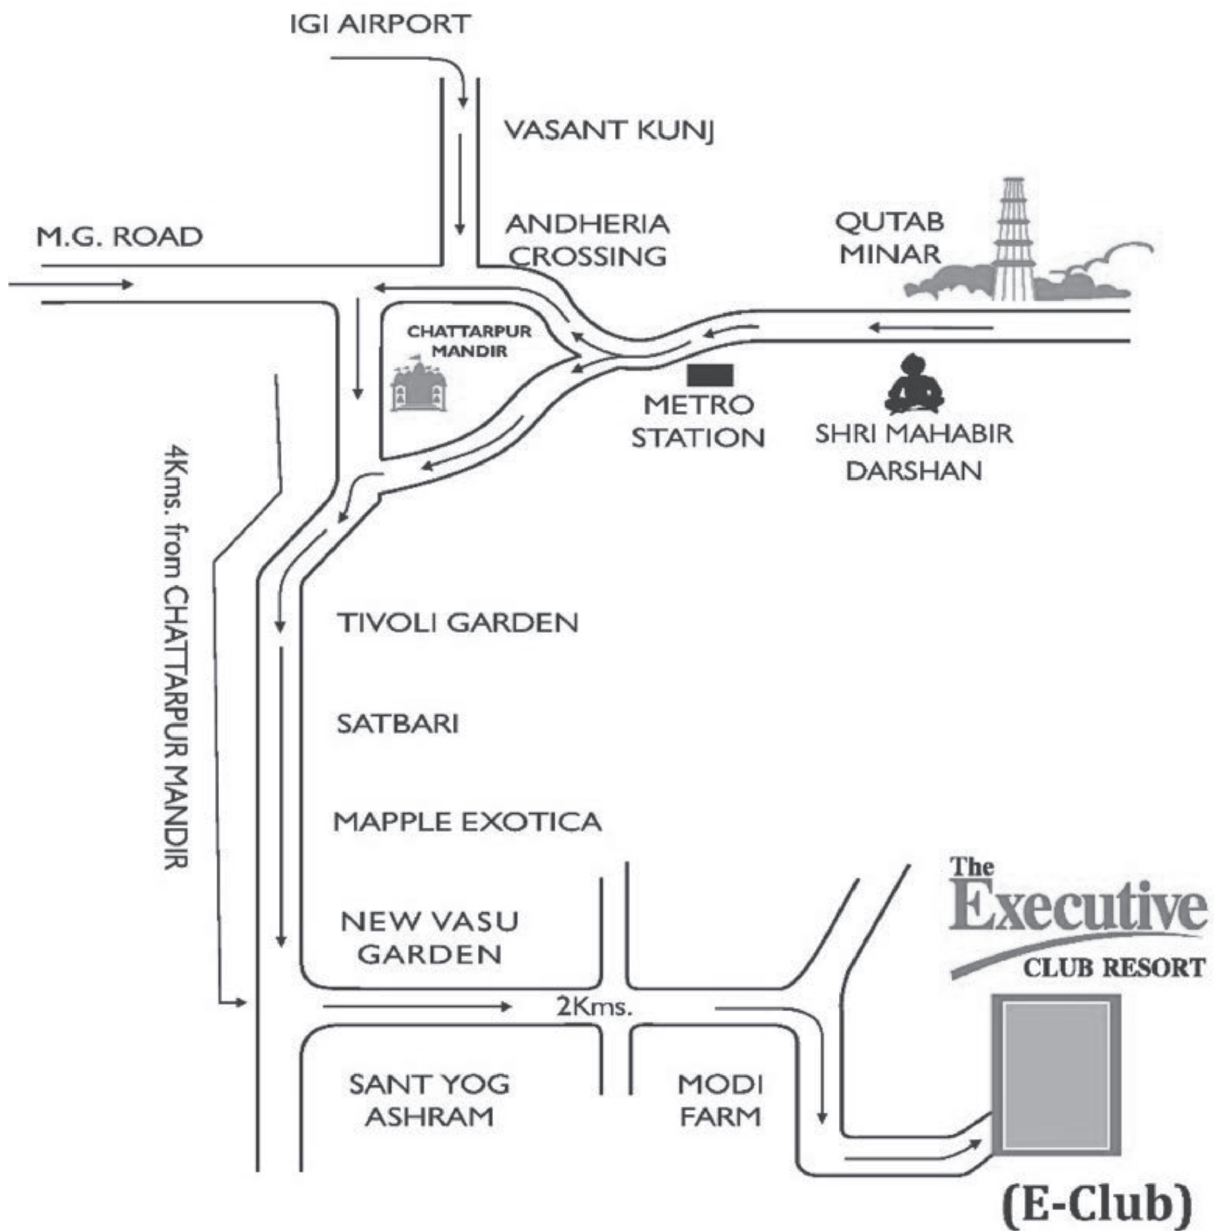 IGI AIRPORT
VASANT KUNJ
ANDHERIA
CROSSING
QUTAB
MINAR
M.G. ROAD
CHATTARPUR
MANDIR
METRO
STATION
SHRI MAHABIR
DARSHAN
4Kms. from CHATTARPUR MANDIR
TIVOLI GARDEN
SATBARI
MAPPLE EXOTICA
NEW VASU
GARDEN
2Kms.
SANT YOG
ASHRAM
MODI
FARM
The
Executive
CLUB RESORT
(E-Club)